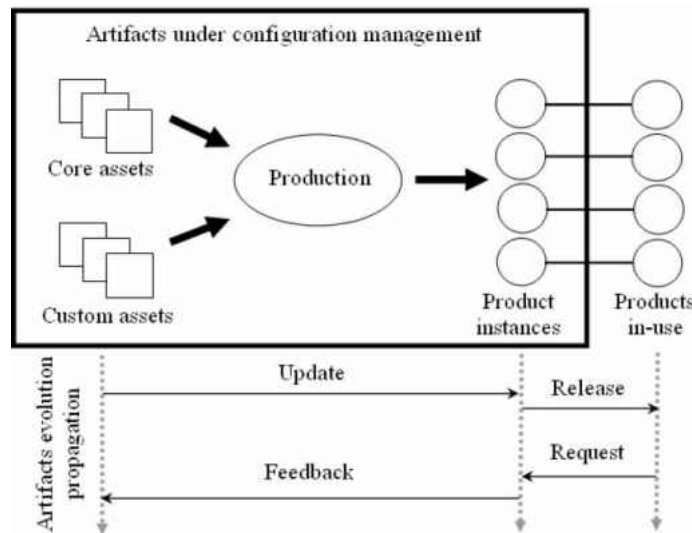 Artifacts under configuration management
Core assets
Production
Custom assets
Product
instances
Products
in-use
Artifacts evolution
propagation
Update
Release
Request
Feedback